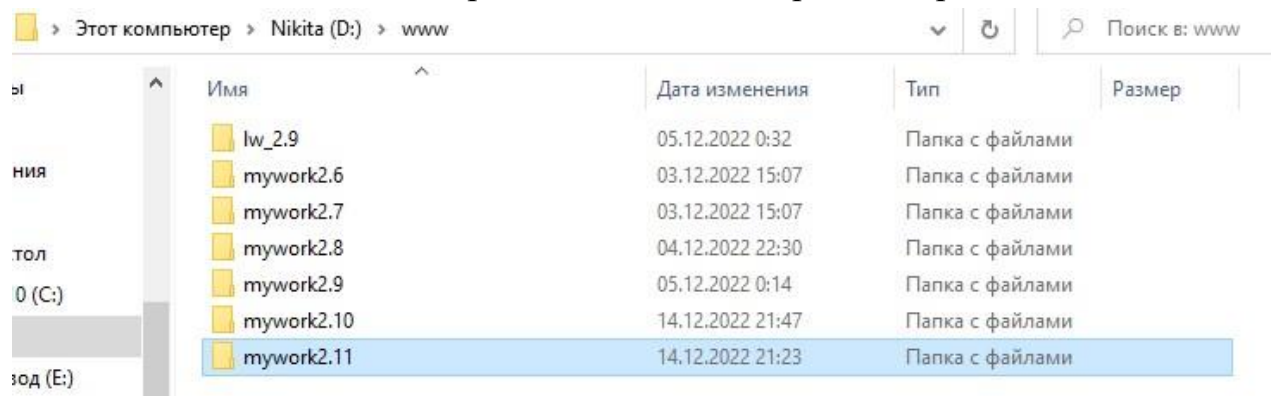 Этот компьютер > Nikita (D:) > www Поиск в: www
Имя Дата изменения Тип Размер
lw_2.9 05.12.2022 0:32 Папка с файлами
mywork2.6 03.12.2022 15:07 Папка с файлами
ния
mywork2.7 03.12.2022 15:07 Папка с файлами
mywork2.8 04.12.2022 22:30 Папка с файлами
тол
mywork2.9 05.12.2022 0:14 Папка с файлами
0 (C:)
mywork2.10 14.12.2022 21:47 Папка с файлами
mywork2.11 14.12.2022 21:23 Папка с файлами
вод (E:)